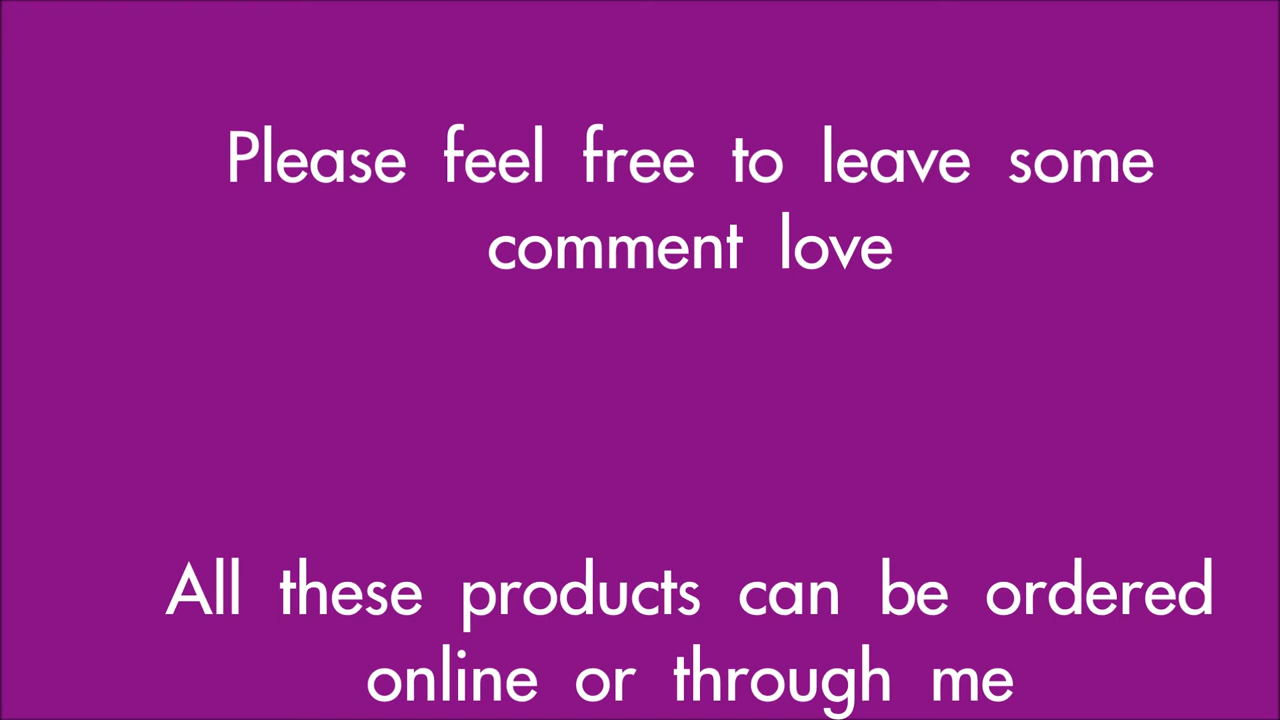 Please feel free to leave some
comment love
All these products can be ordered
online or through me